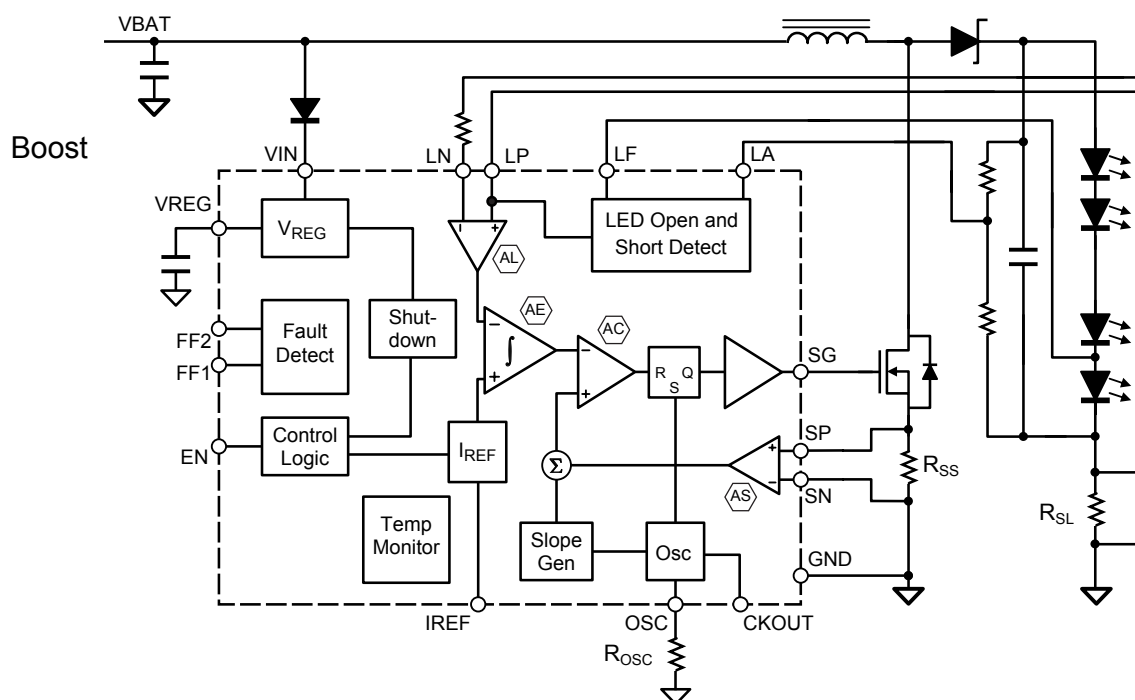 VBAT
Boost
VIN
LN
LP
LF
LA
VREG
VREG
LED Open and
Short Detect
− +
AL
FF2
FF1
Fault
Detect
Shut-
down
AE
−
∫
+
AC
−
+
R
S
Q
SG
EN
Control
Logic
IREF
Σ
SP
+
−
AS
SN
RSS
RSL
Temp
Monitor
Slope
Gen
Osc
GND
IREF
OSC
CKOUT
ROSC